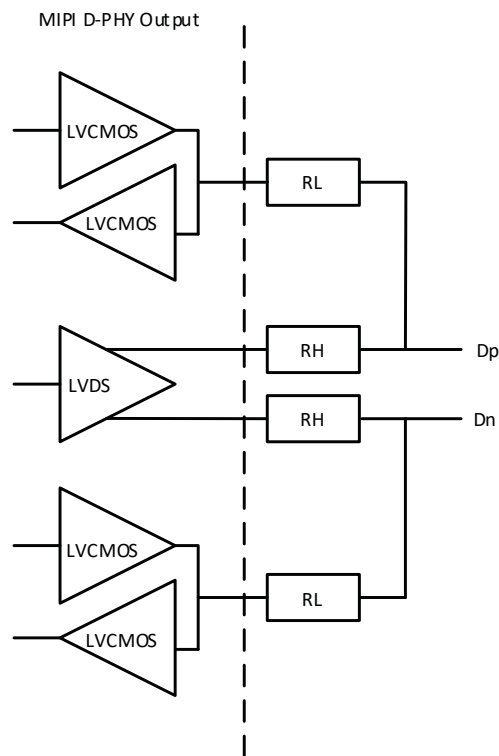 MIPI D-PHY Output
LVCMOS
RL
LVCMOS
RH
Dp
LVDS
RH
Dn
LVCMOS
RL
LVCMOS